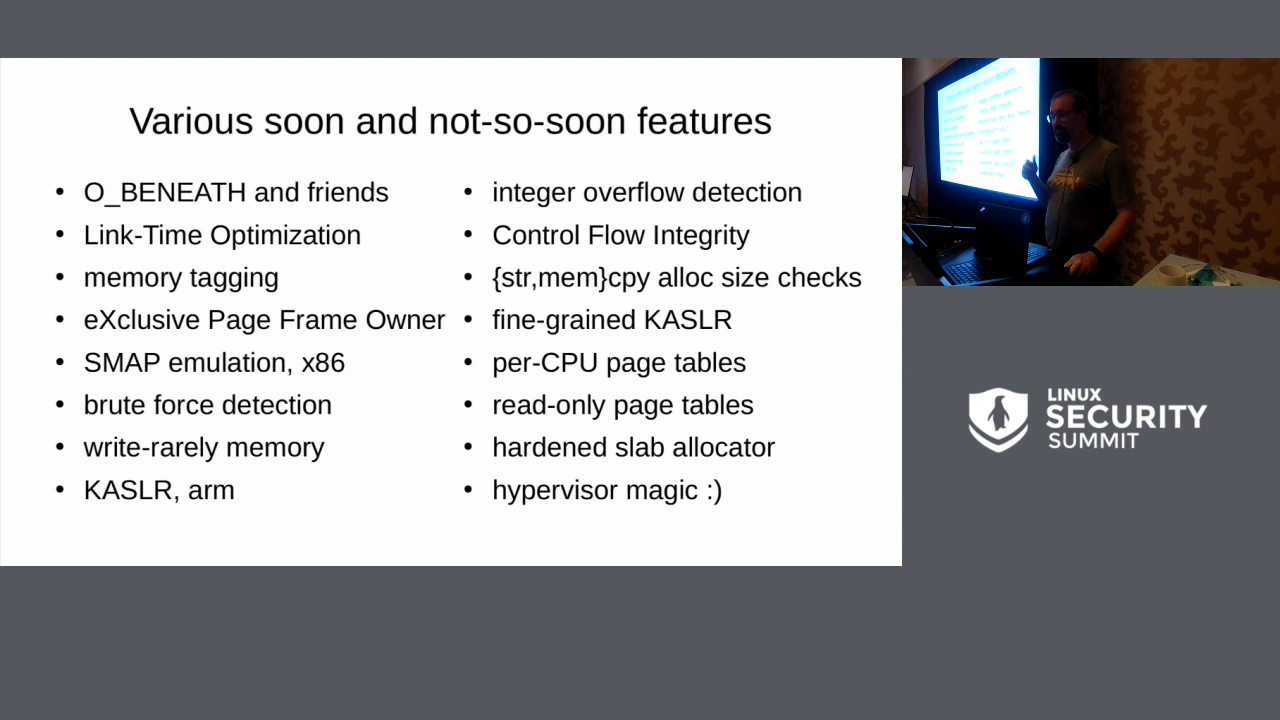 Various soon and not-so-soon features
• O_BENEATH and friends
• Link-Time Optimization
• memory tagging
• eXclusive Page Frame Owner
• SMAP emulation, x86
• brute force detection
• write-rarely memory
• KASLR, arm
• integer overflow detection
• Control Flow Integrity
• {str,mem}cpy alloc size checks
• fine-grained KASLR
• per-CPU page tables
• read-only page tables
• hardened slab allocator
• hypervisor magic :)
LINUX
SECURITY
SUMMIT